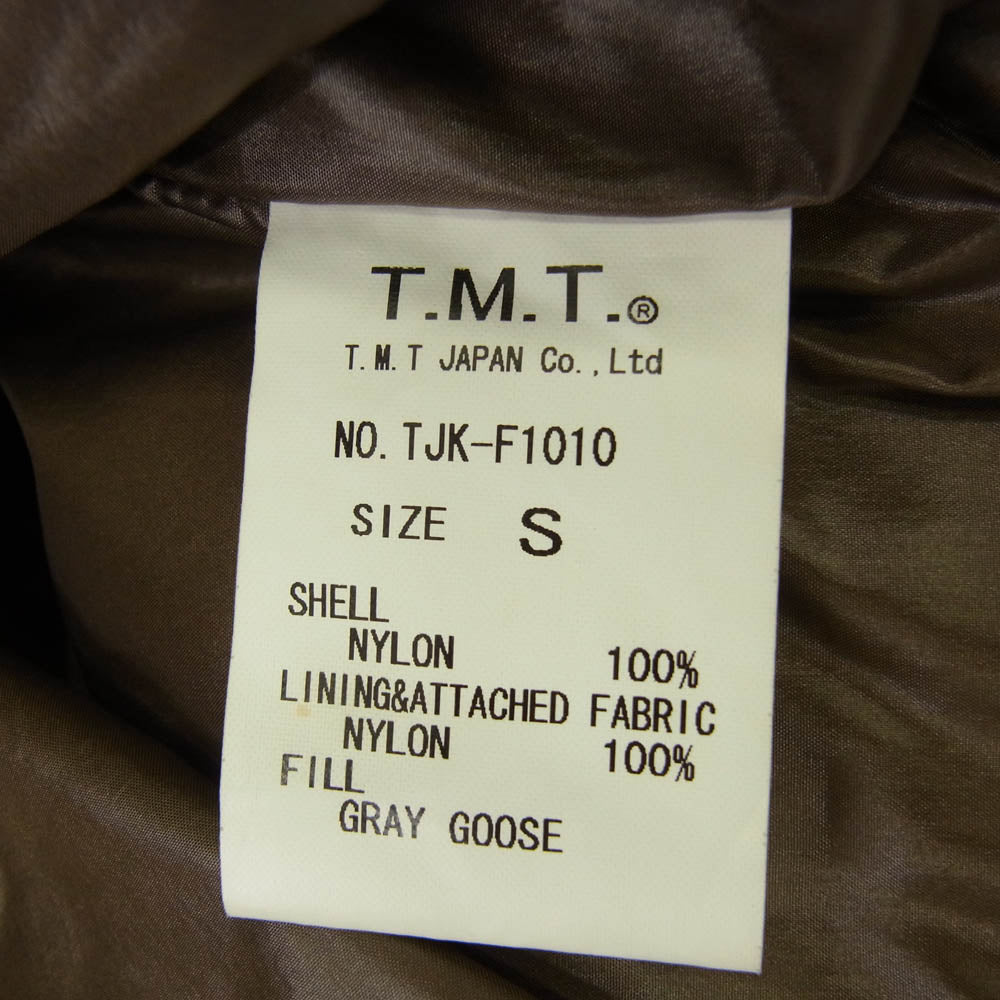 T.M.T.®
T.M.T JAPAN Co.,Ltd
NO. TJK-F1010
SIZE S
SHELL
NYLON 100%
LINING&ATTACHED FABRIC
NYLON 100%
FILL
GRAY GOOSE